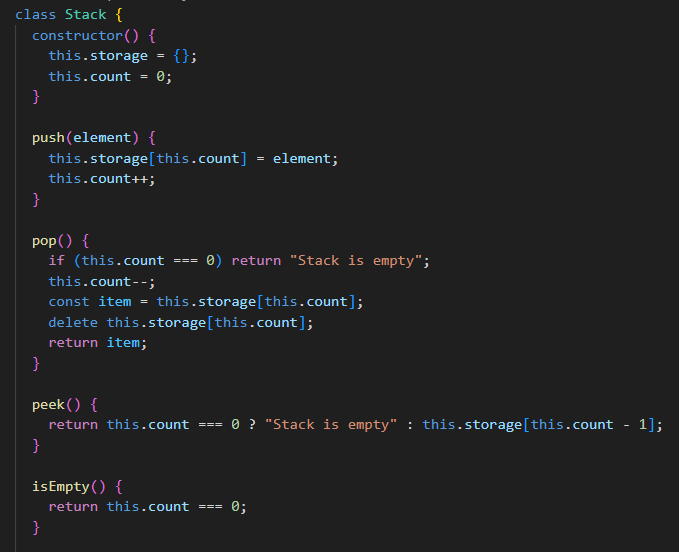 class Stack {
  constructor() {
    this.storage = {};
    this.count = 0;
  }

  push(element) {
    this.storage[this.count] = element;
    this.count++;
  }

  pop() {
    if (this.count === 0) return "Stack is empty";
    this.count--;
    const item = this.storage[this.count];
    delete this.storage[this.count];
    return item;
  }

  peek() {
    return this.count === 0 ? "Stack is empty" : this.storage[this.count - 1];
  }

  isEmpty() {
    return this.count === 0;
  }